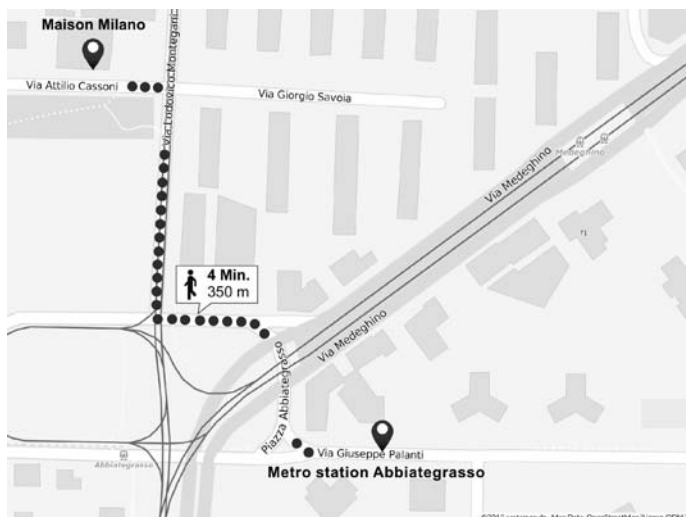 Maison Milano
Via Attilio Cassoni
Via Lodovico Montegani
Via Giorgio Savoia
Medeghino
Via Medeghino
71
4 Min.
350 m
Via Medeghino
Piazza Abbiategrasso
Via Giuseppe Palanti
Abbiategrasso
Metro station Abbiategrasso